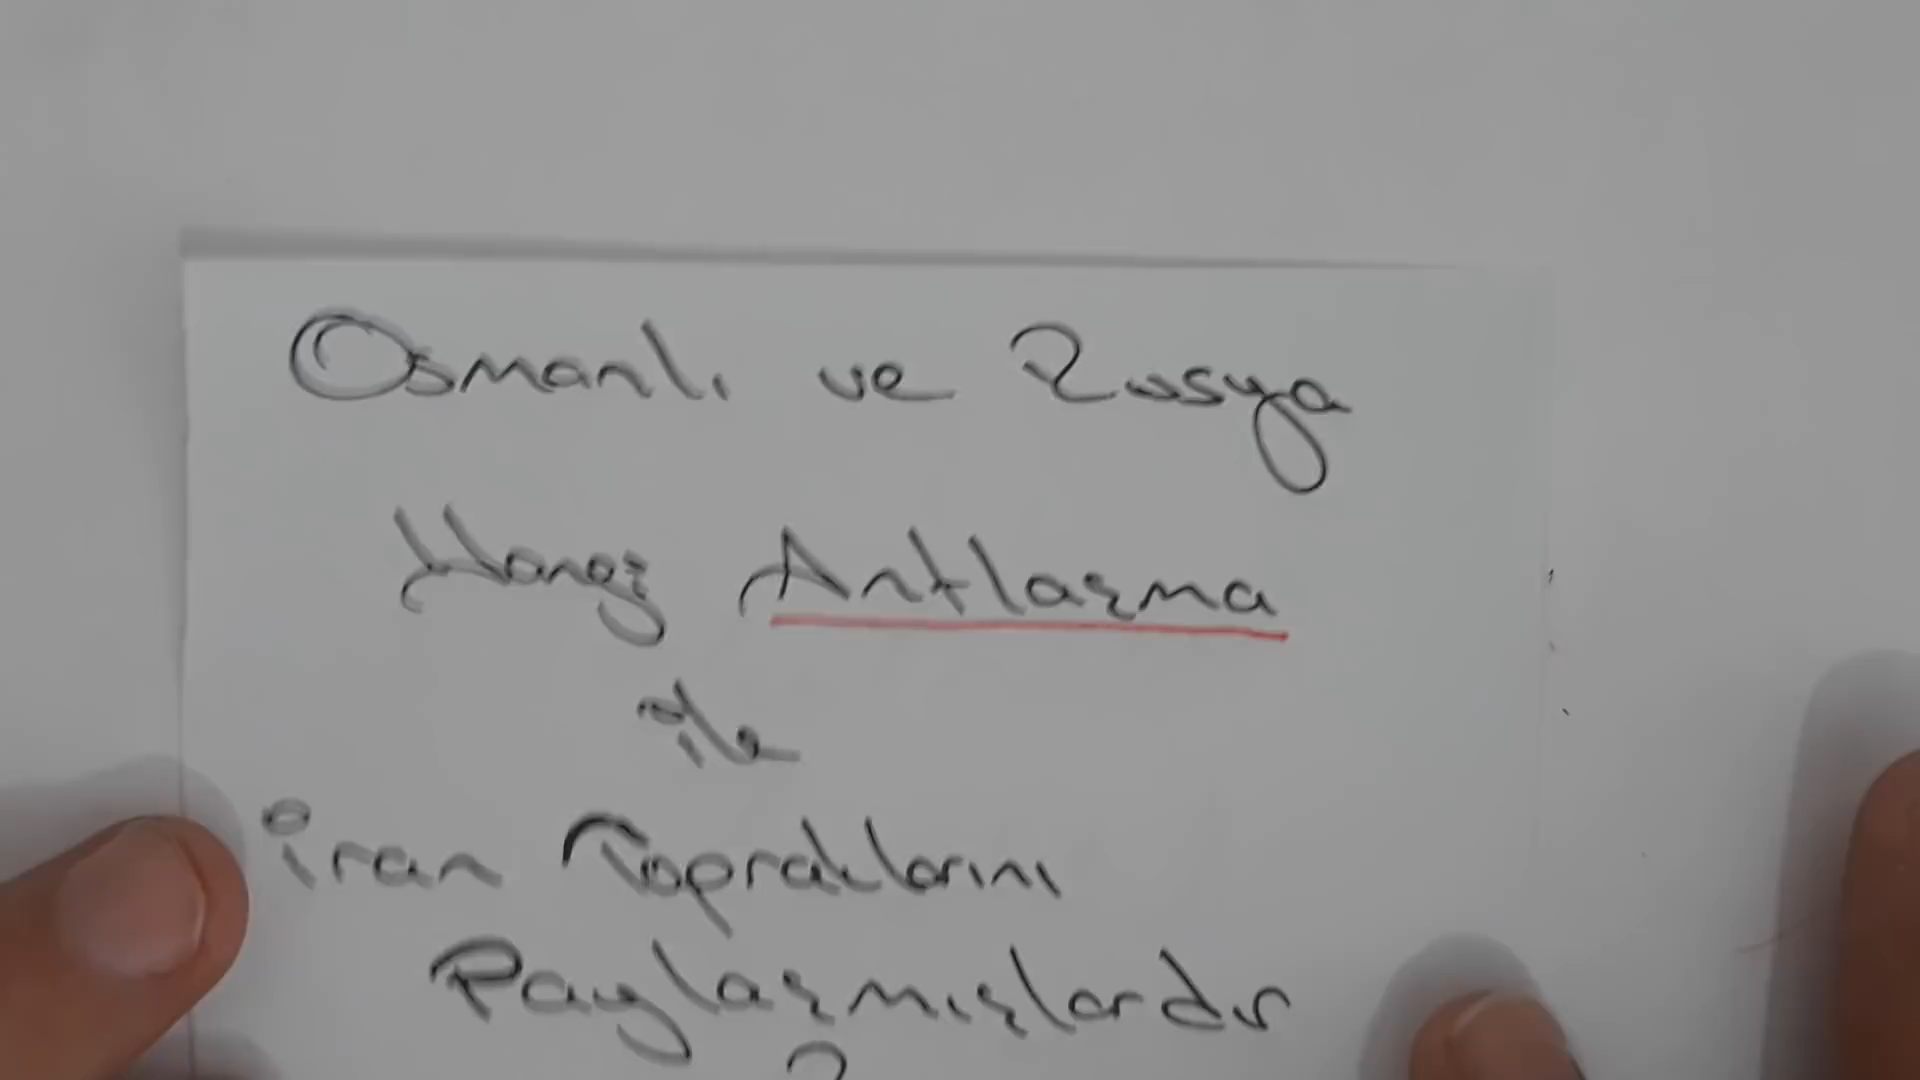 Osmanlı ve Rusya
Hangi Antlaşma
ile
İran Topraklarını
Paylaşmışlardır
?